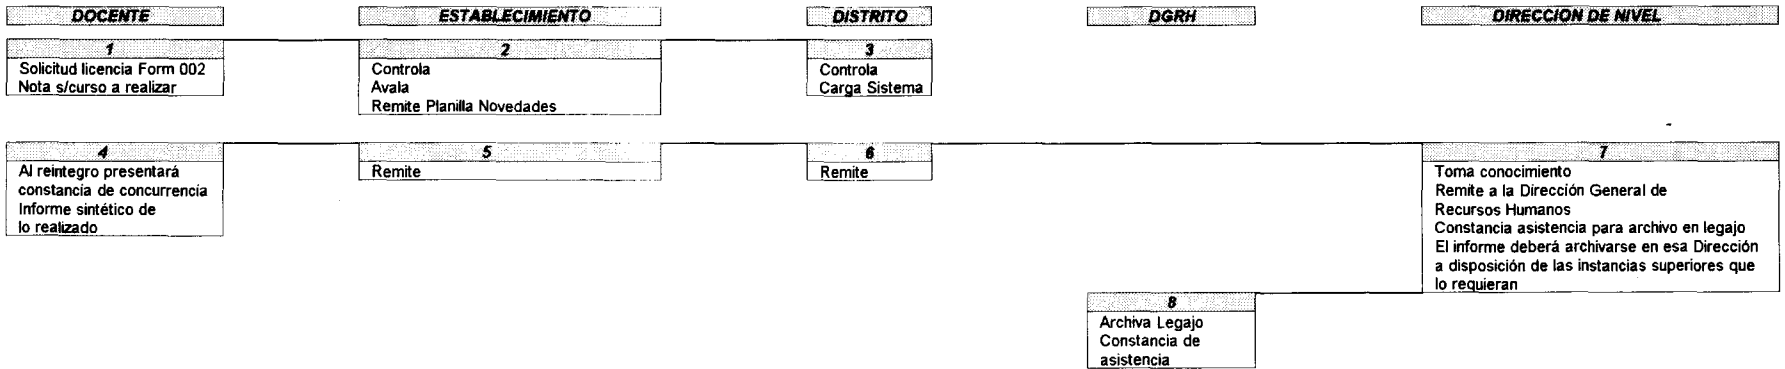 DOCENTE
ESTABLECIMIENTO
DISTRITO
DGRH
DIRECCION DE NIVEL
1
Solicitud licencia Form 002
Nota s/curso a realizar
2
Controla
Avala
Remite Planilla Novedades
3
Controla
Carga Sistema
4
Al reintegro presentará
constancia de concurrencia
Informe sintético de
lo realizado
5
Remite
6
Remite
7
Toma conocimiento
Remite a la Dirección General de
Recursos Humanos
Constancia asistencia para archivo en legajo
El informe deberá archivarse en esa Dirección
a disposición de las instancias superiores que
lo requieran
8
Archiva Legajo
Constancia de
asistencia